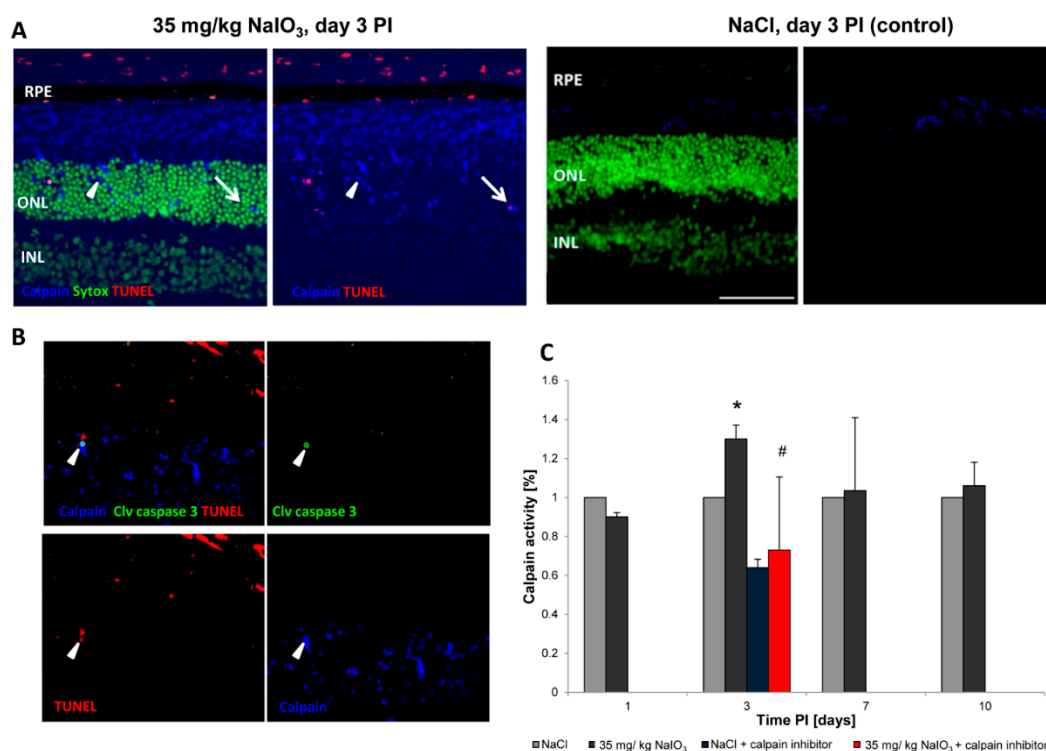 A
35 mg/kg NaIO₃, day 3 PI
NaCl, day 3 PI (control)
RPE
ONL
INL
Calpain Sytox TUNEL
Calpain TUNEL
RPE
ONL
INL
B
Calpain Clv caspase 3 TUNEL
Clv caspase 3
TUNEL
Calpain
C
Calpain activity [%]
1.6
1.4
1.2
1
0.8
0.6
0.4
0.2
0
*
#
1 3 7 10
Time PI [days]
NaCl 35 mg/ kg NaIO₃ NaCl + calpain inhibitor 35 mg/ kg NaIO₃ + calpain inhibitor